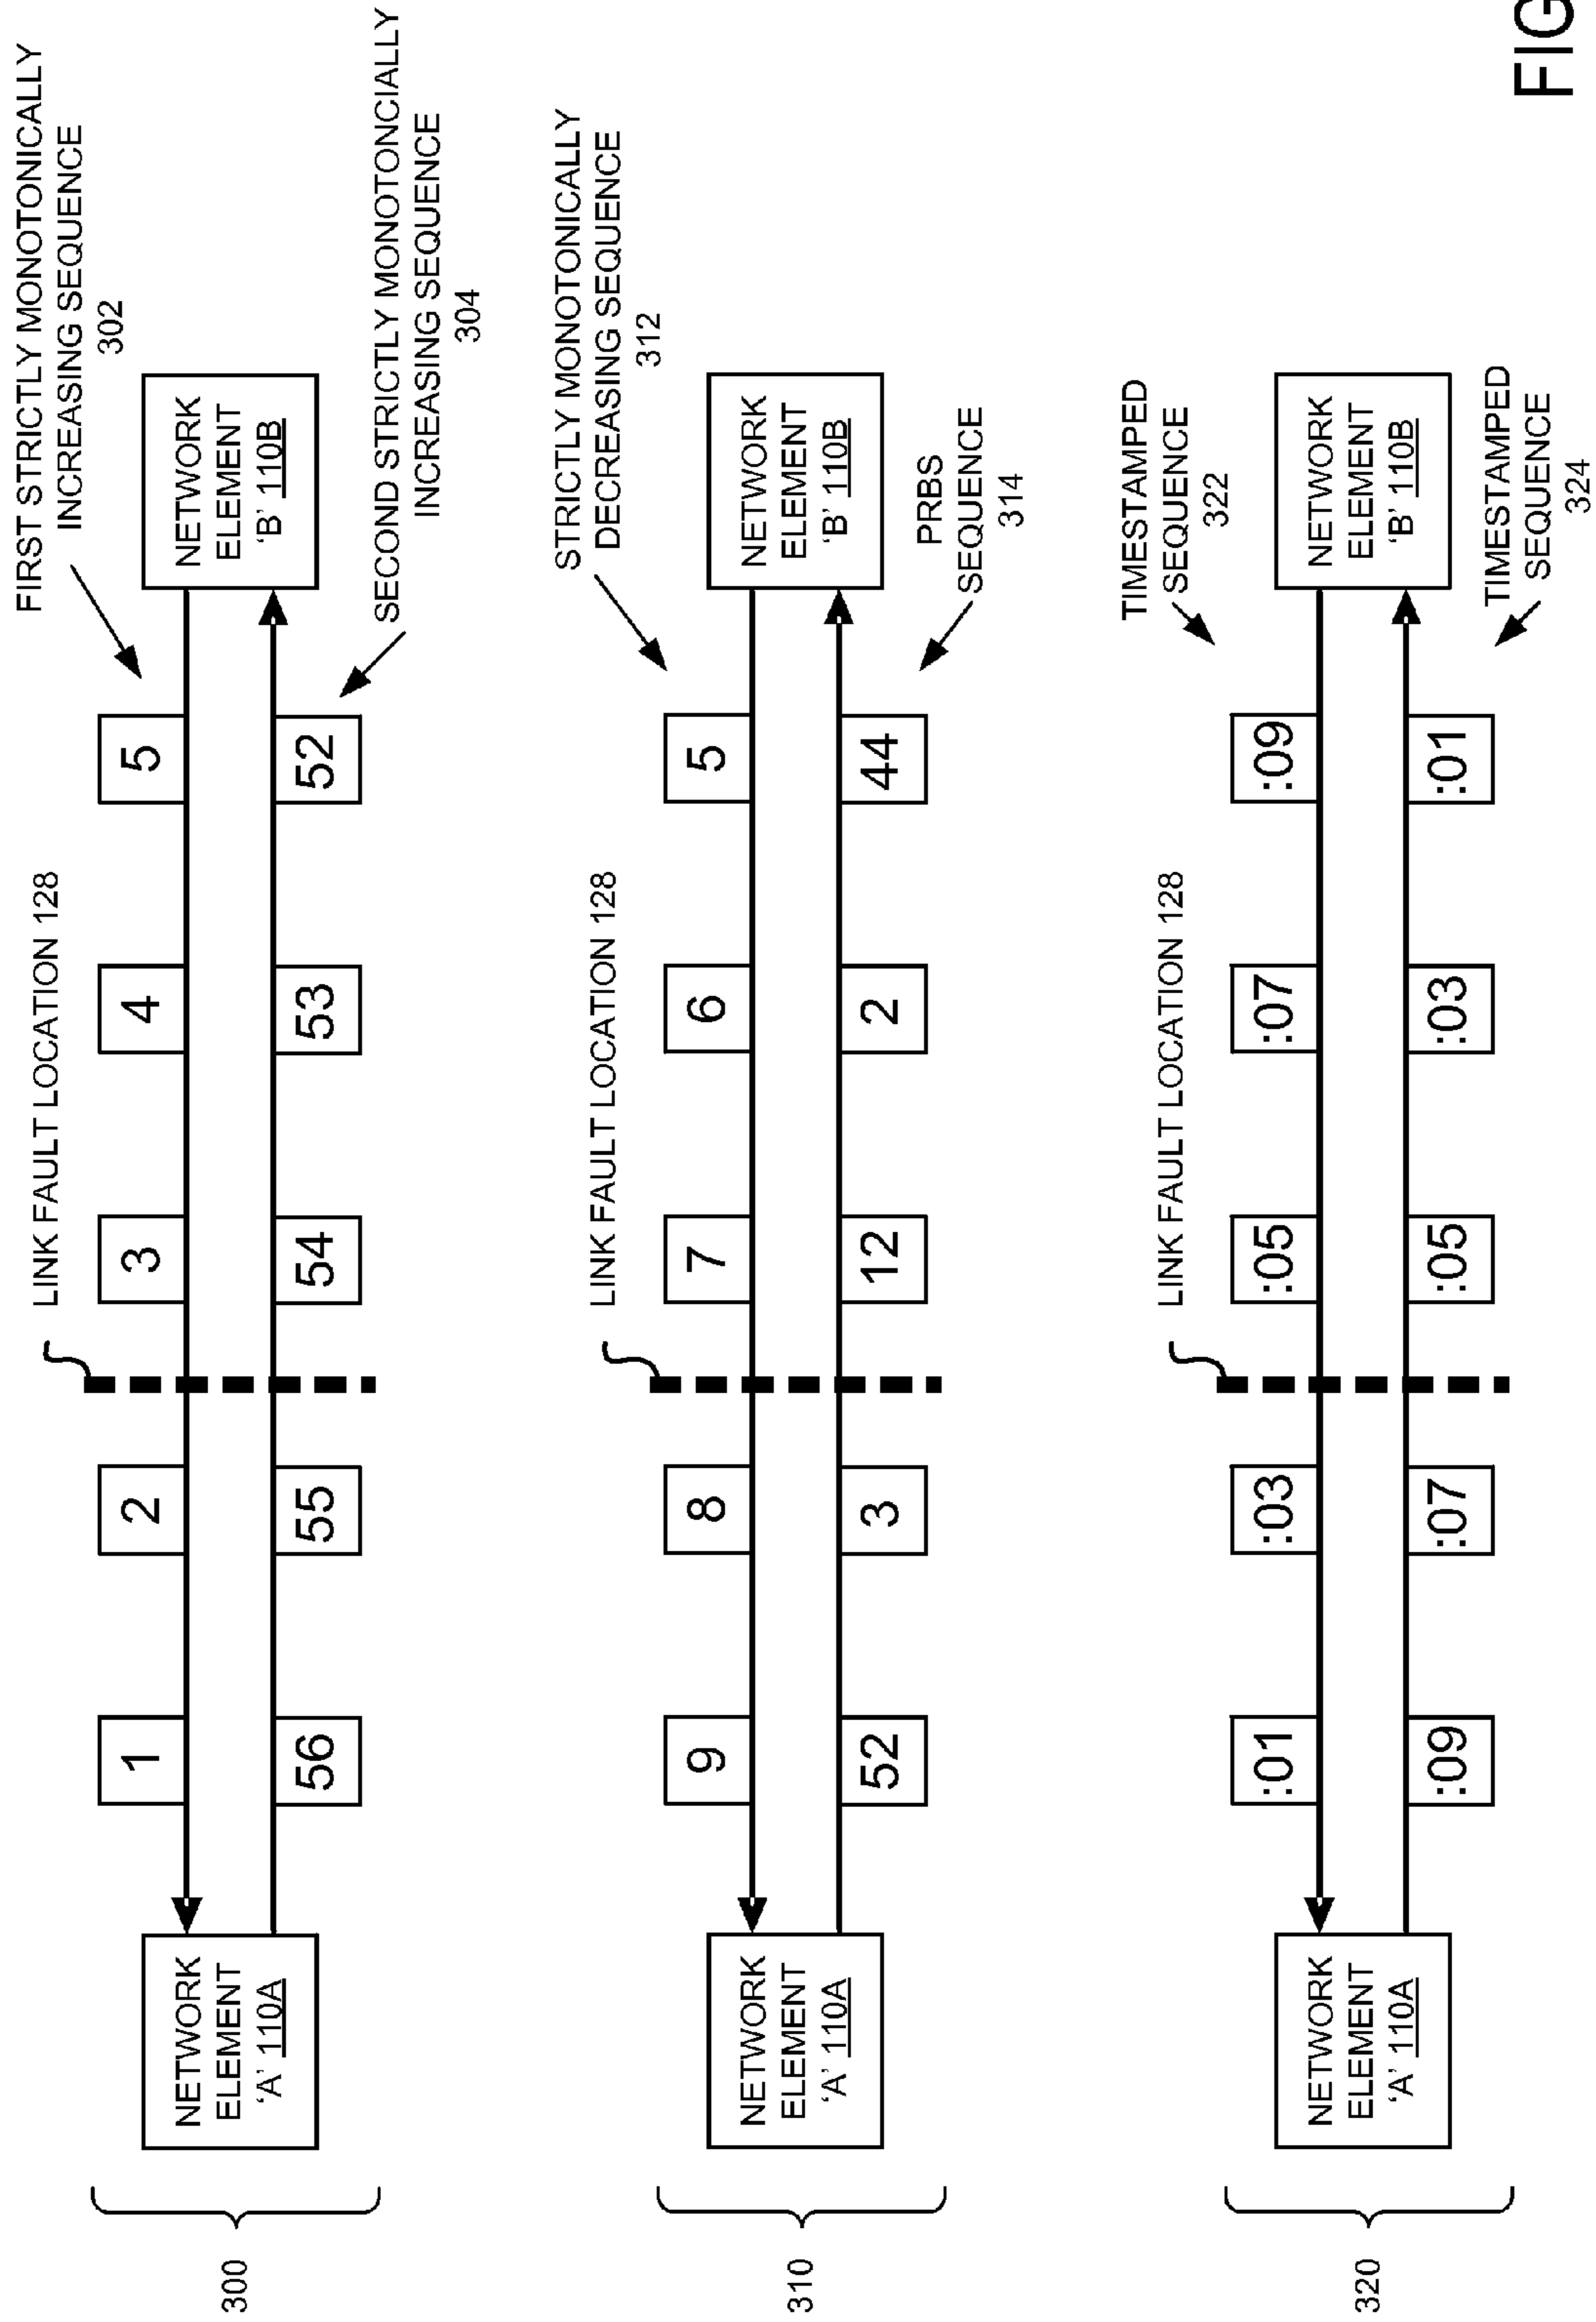 FIRST STRICTLY MONOTONICALLY
INCREASING SEQUENCE
302
LINK FAULT LOCATION 128
1
2
3
4
5
300
NETWORK
ELEMENT
'A' 110A
NETWORK
ELEMENT
'B' 110B
56
55
54
53
52
SECOND STRICTLY MONOTONCIALLY
INCREASING SEQUENCE
304
STRICTLY MONOTONICALLY
DECREASING SEQUENCE
312
LINK FAULT LOCATION 128
9
8
7
6
5
310
NETWORK
ELEMENT
'A' 110A
NETWORK
ELEMENT
'B' 110B
52
3
12
2
44
PRBS
SEQUENCE
314
TIMESTAMPED
SEQUENCE
322
LINK FAULT LOCATION 128
:01
:03
:05
:07
:09
320
NETWORK
ELEMENT
'A' 110A
NETWORK
ELEMENT
'B' 110B
:09
:07
:05
:03
:01
TIMESTAMPED
SEQUENCE
324
FIG